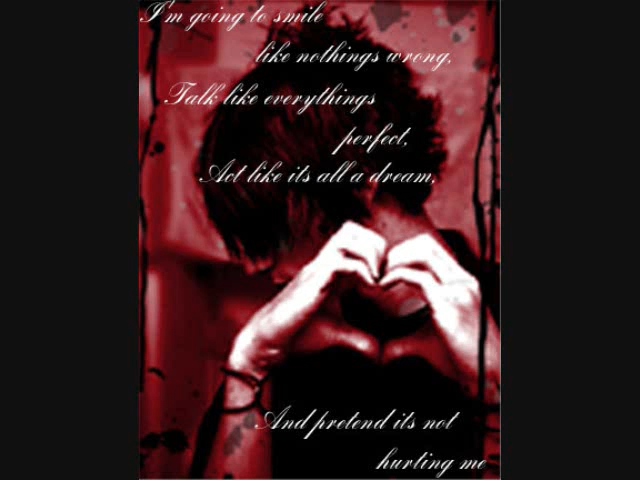 I'm going to smile
like nothings wrong,
Talk like everythings
perfect,
Act like its all a dream,
And pretend its not
hurting me